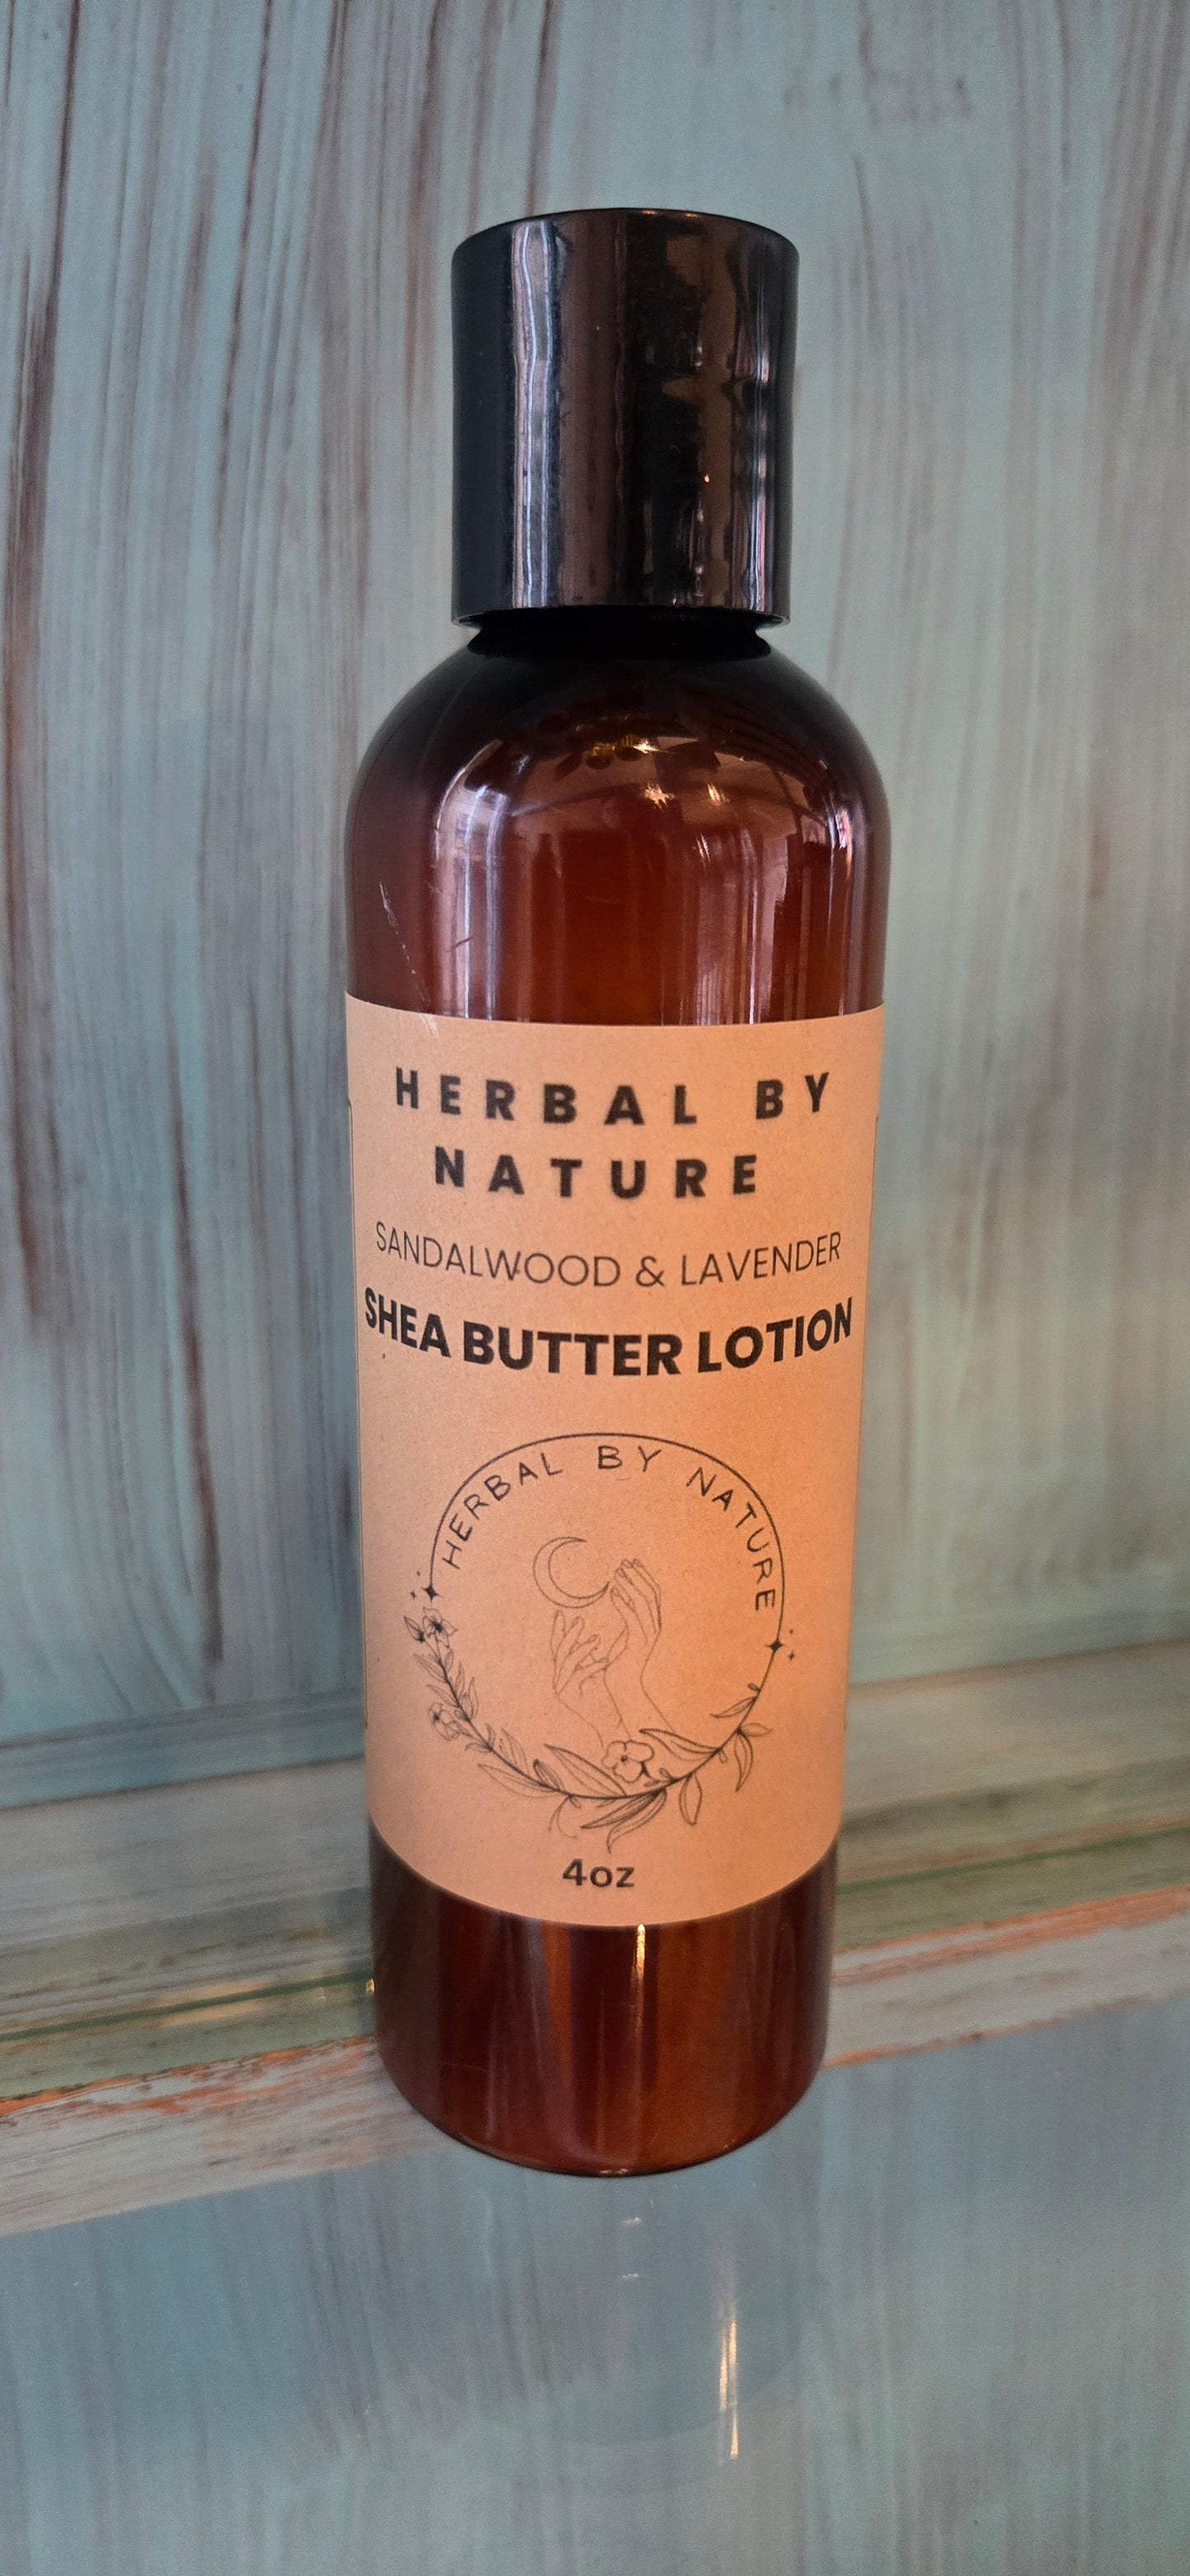 HERBAL BY
NATURE
SANDALWOOD & LAVENDER
SHEA BUTTER LOTION
HERBAL BY NATURE
4oz